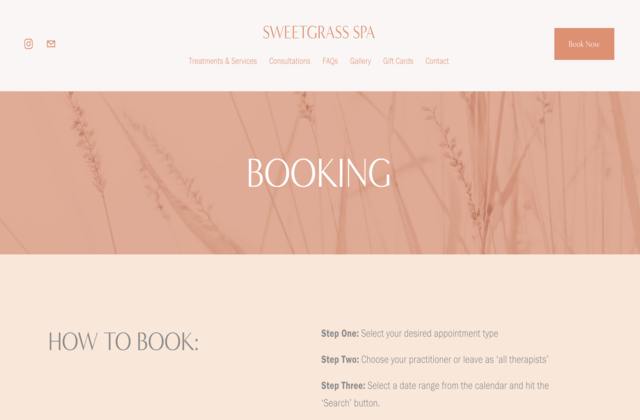 SWEETGRASS SPA
Book Now
Treatments & Services Consultations FAQs Gallery Gift Cards Contact
BOOKING
HOW TO BOOK:
Step One: Select your desired appointment type
Step Two: Choose your practitioner or leave as ‘all therapists’
Step Three: Select a date range from the calendar and hit the
‘Search’ button.